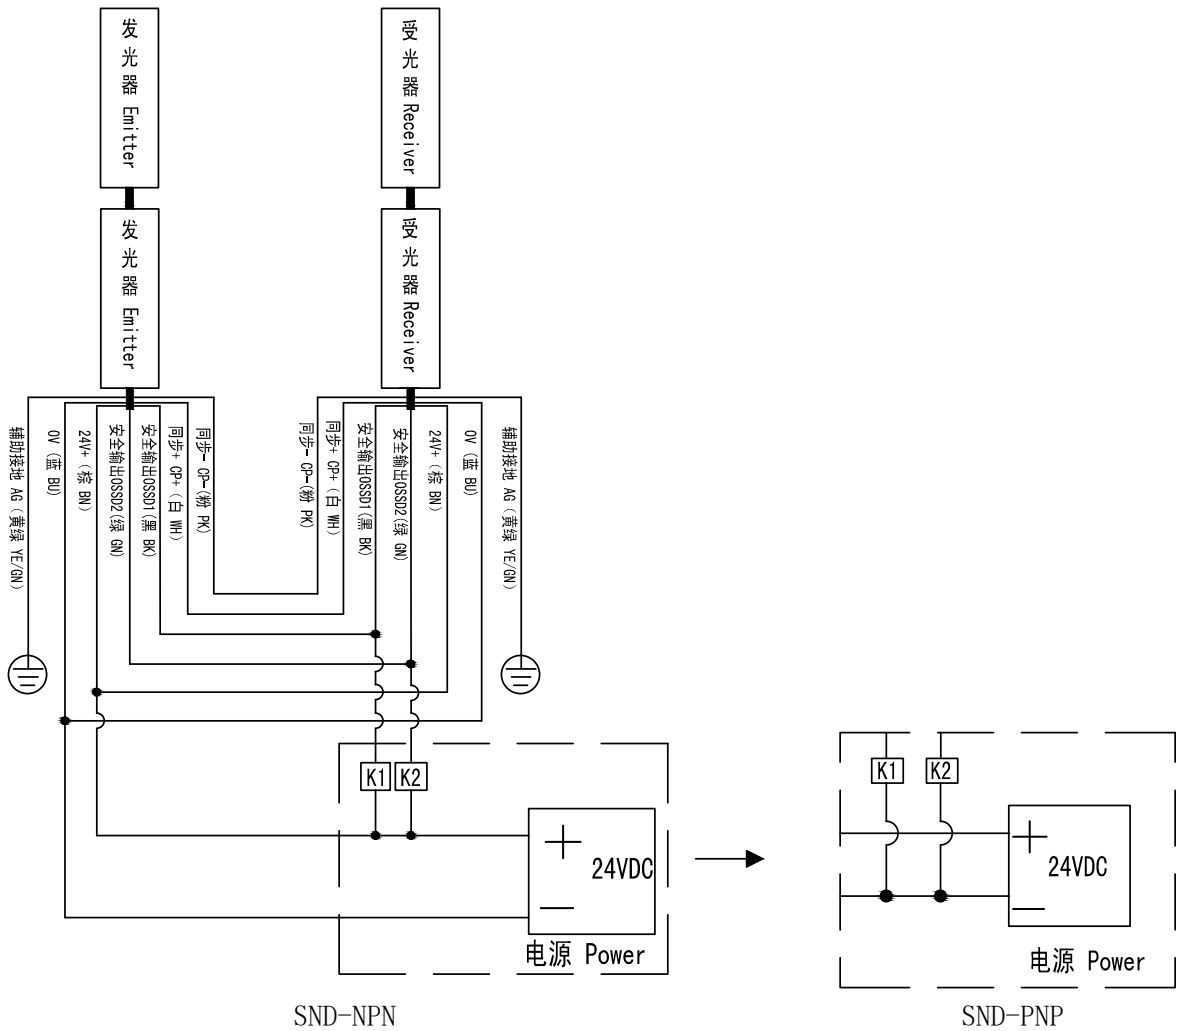 发光器 Emitter
受光器 Receiver
发光器 Emitter
受光器 Receiver
辅助接地 AG (黄绿 YE/GN)
0V (蓝 BU)
24V+ (棕 BN)
安全输出OSSD2(绿 GN)
安全输出OSSD1(黑 BK)
同步+ CP+ (白 WH)
同步- CP-(粉 PK)
同步- CP-(粉 PK)
同步+ CP+ (白 WH)
安全输出OSSD1(黑 BK)
安全输出OSSD2(绿 GN)
24V+ (棕 BN)
0V (蓝 BU)
辅助接地 AG (黄绿 YE/GN)
K1 K2
24VDC
电源 Power
SND-NPN
K1 K2
24VDC
电源 Power
SND-PNP